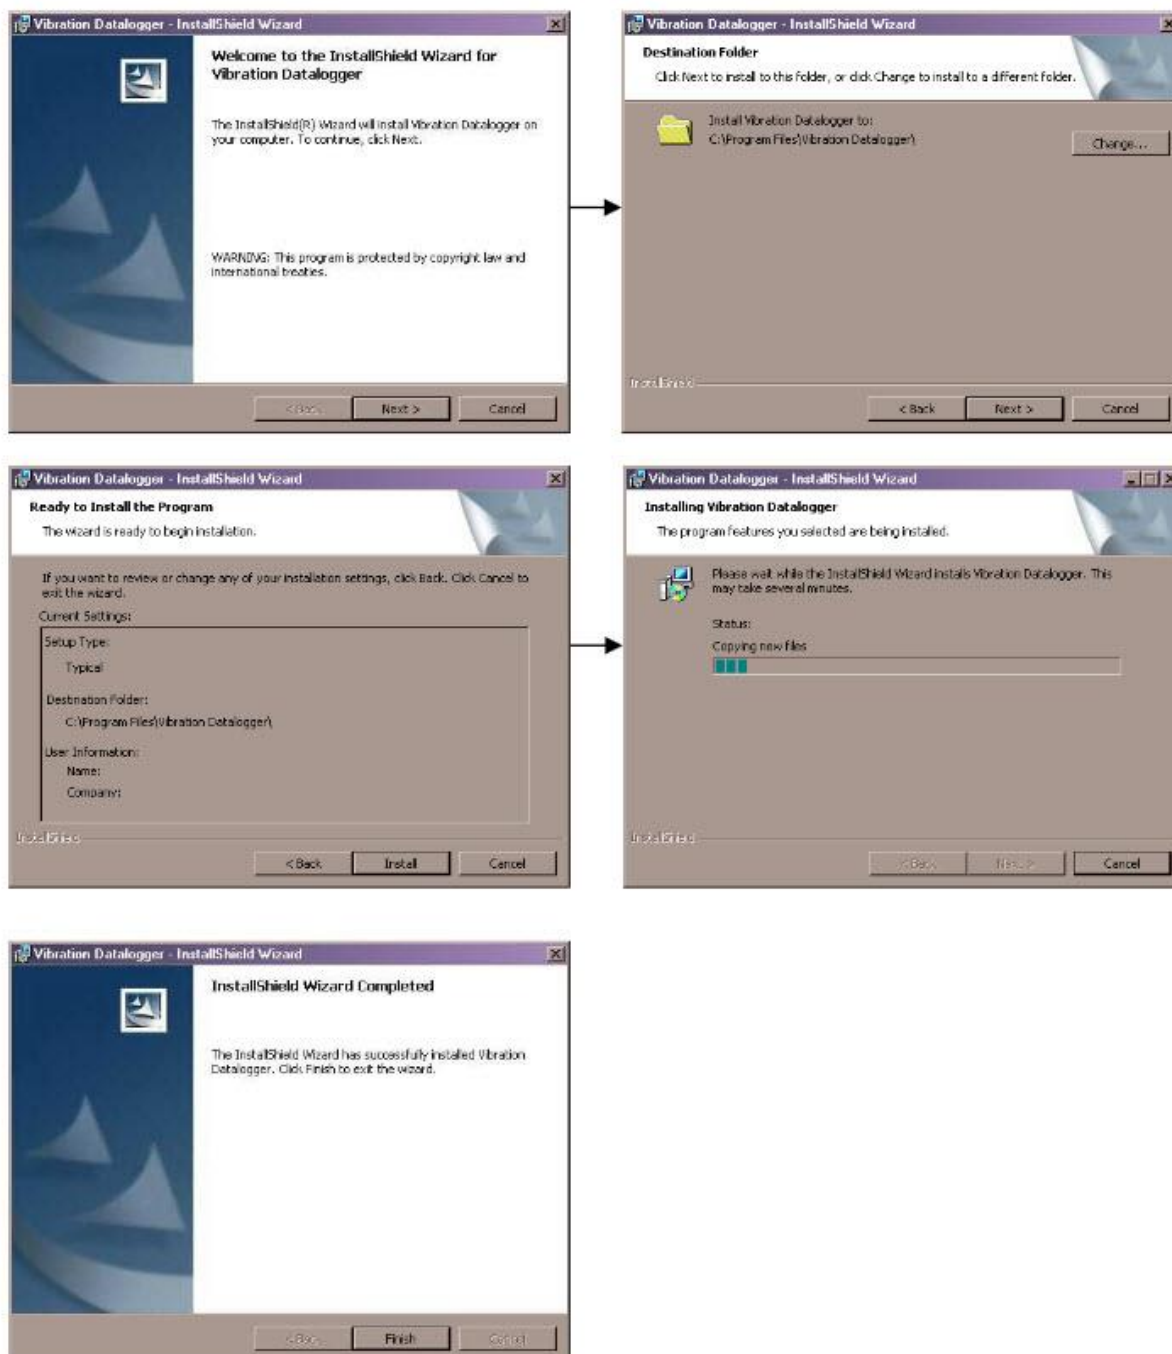 Vibration Datalogger - InstallShield Wizard
Welcome to the InstallShield Wizard for
Vibration Datalogger
The InstallShield(R) Wizard will install Vibration Datalogger on
your computer. To continue, click Next.
WARNING: This program is protected by copyright law and
international treaties.
< Back
Next >
Cancel
Vibration Datalogger - InstallShield Wizard
Destination Folder
Click Next to install to this folder, or click Change to install to a different folder.
Install Vibration Datalogger to:
C:\Program Files\Vibration Datalogger\
Change...
InstallShield
< Back
Next >
Cancel
Vibration Datalogger - InstallShield Wizard
Ready to Install the Program
The wizard is ready to begin installation.
If you want to review or change any of your installation settings, click Back. Click Cancel to
exit the wizard.
Current Settings:
Setup Type:
Typical
Destination Folder:
C:\Program Files\Vibration Datalogger\
User Information:
Name:
Company:
InstallShield
< Back
Install
Cancel
Vibration Datalogger - InstallShield Wizard
Installing Vibration Datalogger
The program features you selected are being installed.
Please wait while the InstallShield Wizard installs Vibration Datalogger. This
may take several minutes.
Status:
Copying new files
InstallShield
< Back
Next >
Cancel
Vibration Datalogger - InstallShield Wizard
InstallShield Wizard Completed
The InstallShield Wizard has successfully installed Vibration
Datalogger. Click Finish to exit the wizard.
< Back
Finish
Cancel